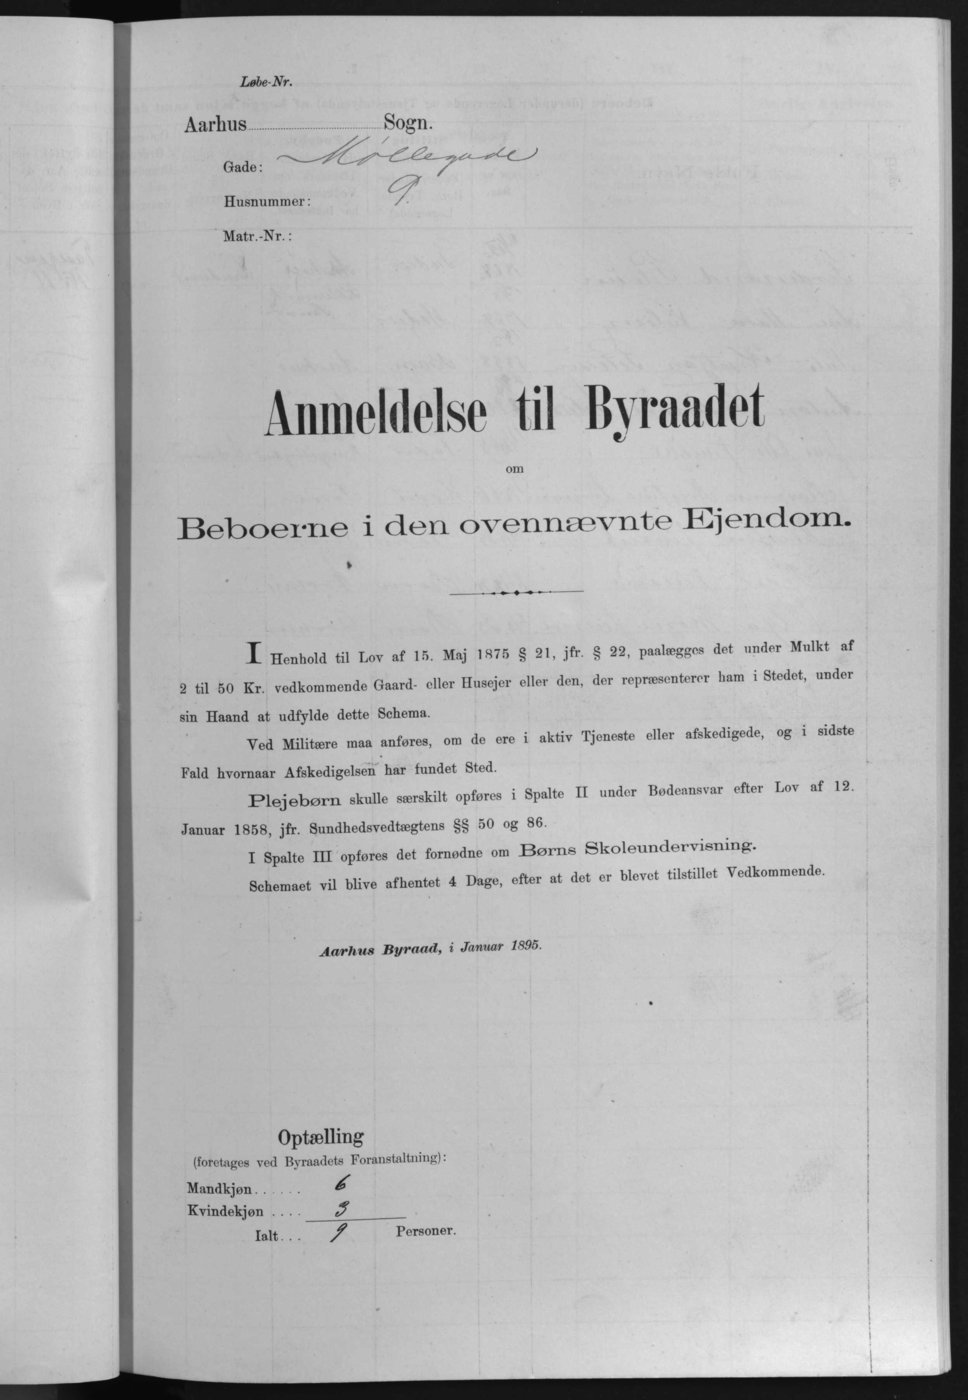 Løbe-Nr.
Aarhus Sogn.
Gade: Møllegade
Husnummer: 9.
Matr.-Nr.:
Anmeldelse til Byraadet
om
Beboerne i den ovennævnte Ejendom.
I Henhold til Lov af 15. Maj 1875 § 21, jfr. § 22, paalægges det under Mulkt af
2 til 50 Kr. vedkommende Gaard- eller Husejer eller den, der repræsenterer ham i Stedet, under
sin Haand at udfylde dette Schema.
Ved Militære maa anføres, om de ere i aktiv Tjeneste eller afskedigede, og i sidste
Fald hvornaar Afskedigelsen har fundet Sted.
Plejebørn skulle særskilt opføres i Spalte II under Bødeansvar efter Lov af 12.
Januar 1858, jfr. Sundhedsvedtægtens §§ 50 og 86.
I Spalte III opføres det fornødne om Børns Skoleundervisning.
Schemaet vil blive afhentet 4 Dage, efter at det er blevet tilstillet Vedkommende.
Aarhus Byraad, i Januar 1895.
Optælling
(foretages ved Byraadets Foranstaltning):
Mandkjøn...... 6
Kvindekjøn .... 3
Ialt... 9 Personer.